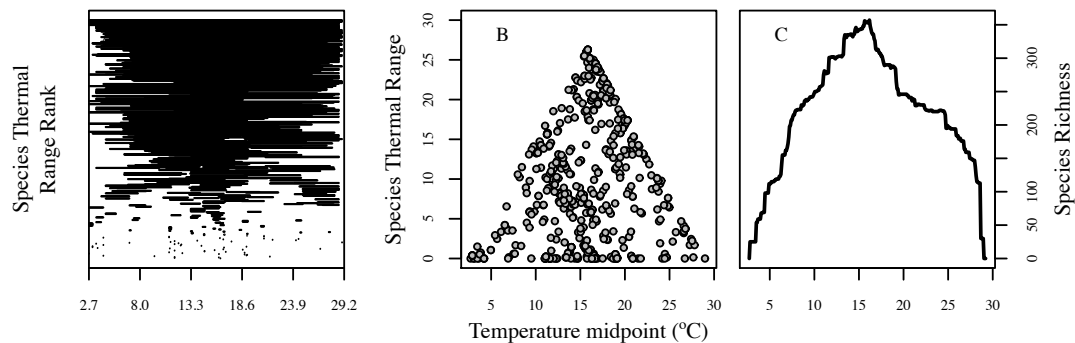 Species Thermal
Range Rank
2.7 8.0 13.3 18.6 23.9 29.2
B
Species Thermal Range
0 5 10 15 20 25 30
5 10 15 20 25 30
Temperature midpoint (ºC)
C
Species Richness
0 50 100 200 300
5 10 15 20 25 30